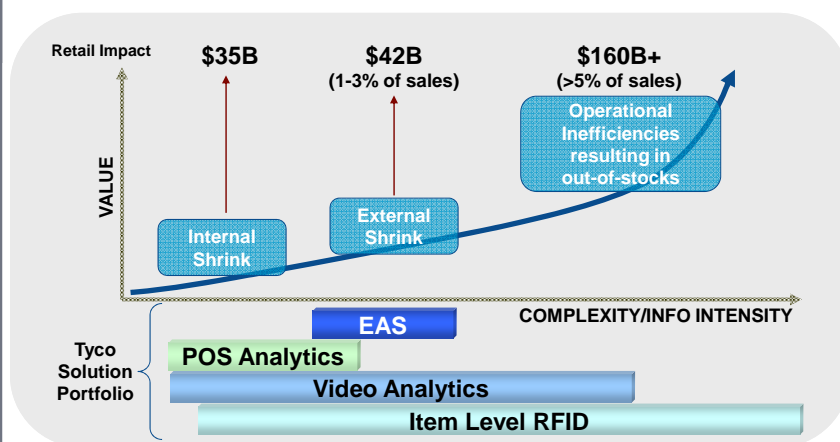 Retail Impact
$35B
$42B
(1-3% of sales)
$160B+
(>5% of sales)
Operational
Inefficiencies
resulting in
out-of-stocks
VALUE
External
Shrink
Internal
Shrink
COMPLEXITY/INFO INTENSITY
Tyco
Solution
Portfolio
EAS
POS Analytics
Video Analytics
Item Level RFID